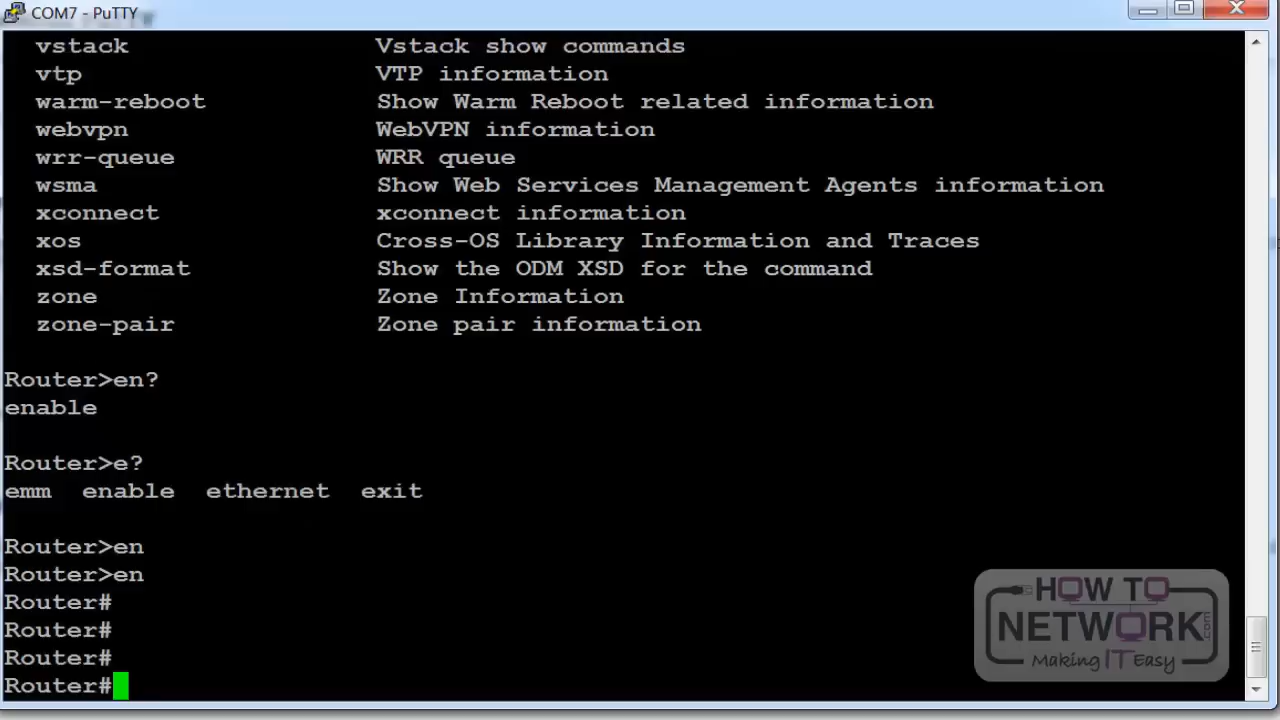 COM7 - PuTTY
vstack Vstack show commands
vtp VTP information
warm-reboot Show Warm Reboot related information
webvpn WebVPN information
wrr-queue WRR queue
wsma Show Web Services Management Agents information
xconnect xconnect information
xos Cross-OS Library Information and Traces
xsd-format Show the ODM XSD for the command
zone Zone Information
zone-pair Zone pair information
Router>en?
enable
Router>e?
emm enable ethernet exit
Router>en
Router>en
Router#
Router#
Router#
Router#
HOW TO
NETWORK.com
Making IT Easy